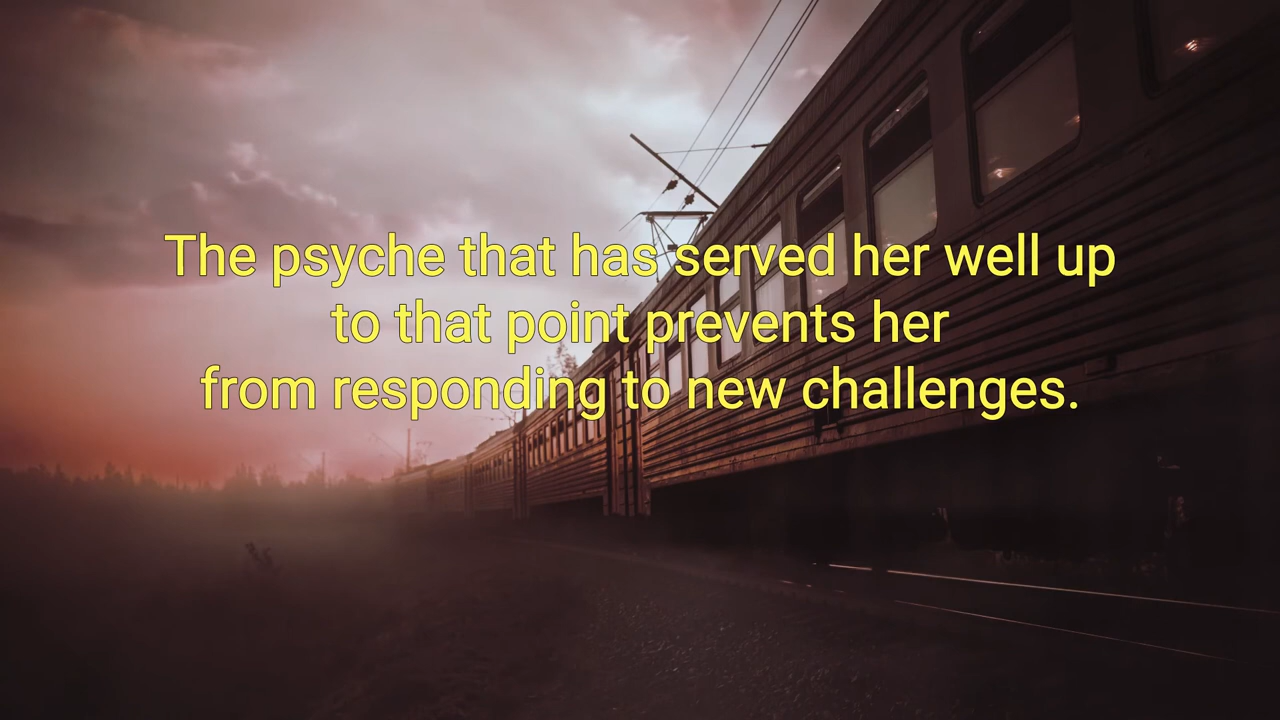 The psyche that has served her well up
to that point prevents her
from responding to new challenges.